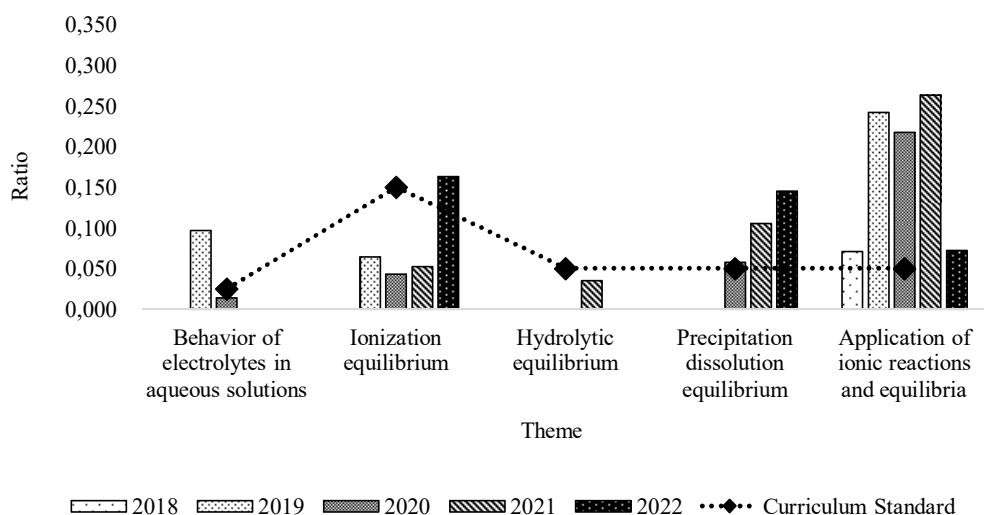 0,350
0,300
0,250
0,200
0,150
0,100
0,050
0,000
Ratio
Behavior of
electrolytes in
aqueous solutions
Ionization
equilibrium
Hydrolytic
equilibrium
Precipitation
dissolution
equilibrium
Application of
ionic reactions
and equilibria
Theme
2018 2019 2020 2021 2022 Curriculum Standard